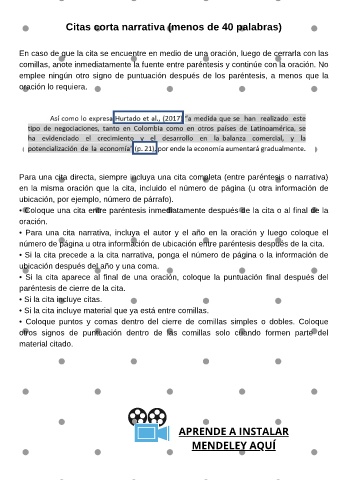 Citas corta narrativa (menos de 40 palabras)
En caso de que la cita se encuentre en medio de una oración, luego de cerrarla con las
comillas, anote inmediatamente la fuente entre paréntesis y continúe con la oración. No
emplee ningún otro signo de puntuación después de los paréntesis, a menos que la
oración lo requiera.
Así como lo expresa Hurtado et al., (2017) "a medida que se han realizado este
tipo de negociaciones, tanto en Colombia como en otros países de Latinoamérica, se
ha evidenciado el crecimiento y el desarrollo en la balanza comercial, y la
potencialización de la economía" (p. 21), por ende la economía aumentará gradualmente.
Para una cita directa, siempre incluya una cita completa (entre paréntesis o narrativa)
en la misma oración que la cita, incluido el número de página (u otra información de
ubicación, por ejemplo, número de párrafo).
• Coloque una cita entre paréntesis inmediatamente después de la cita o al final de la
oración.
• Para una cita narrativa, incluya el autor y el año en la oración y luego coloque el
número de página u otra información de ubicación entre paréntesis después de la cita.
• Si la cita precede a la cita narrativa, ponga el número de página o la información de
ubicación después del año y una coma.
• Si la cita aparece al final de una oración, coloque la puntuación final después del
paréntesis de cierre de la cita.
• Si la cita incluye citas.
• Si la cita incluye material que ya está entre comillas.
• Coloque puntos y comas dentro del cierre de comillas simples o dobles. Coloque
otros signos de puntuación dentro de las comillas solo cuando formen parte del
material citado.
APRENDE A INSTALAR
MENDELEY AQUÍ